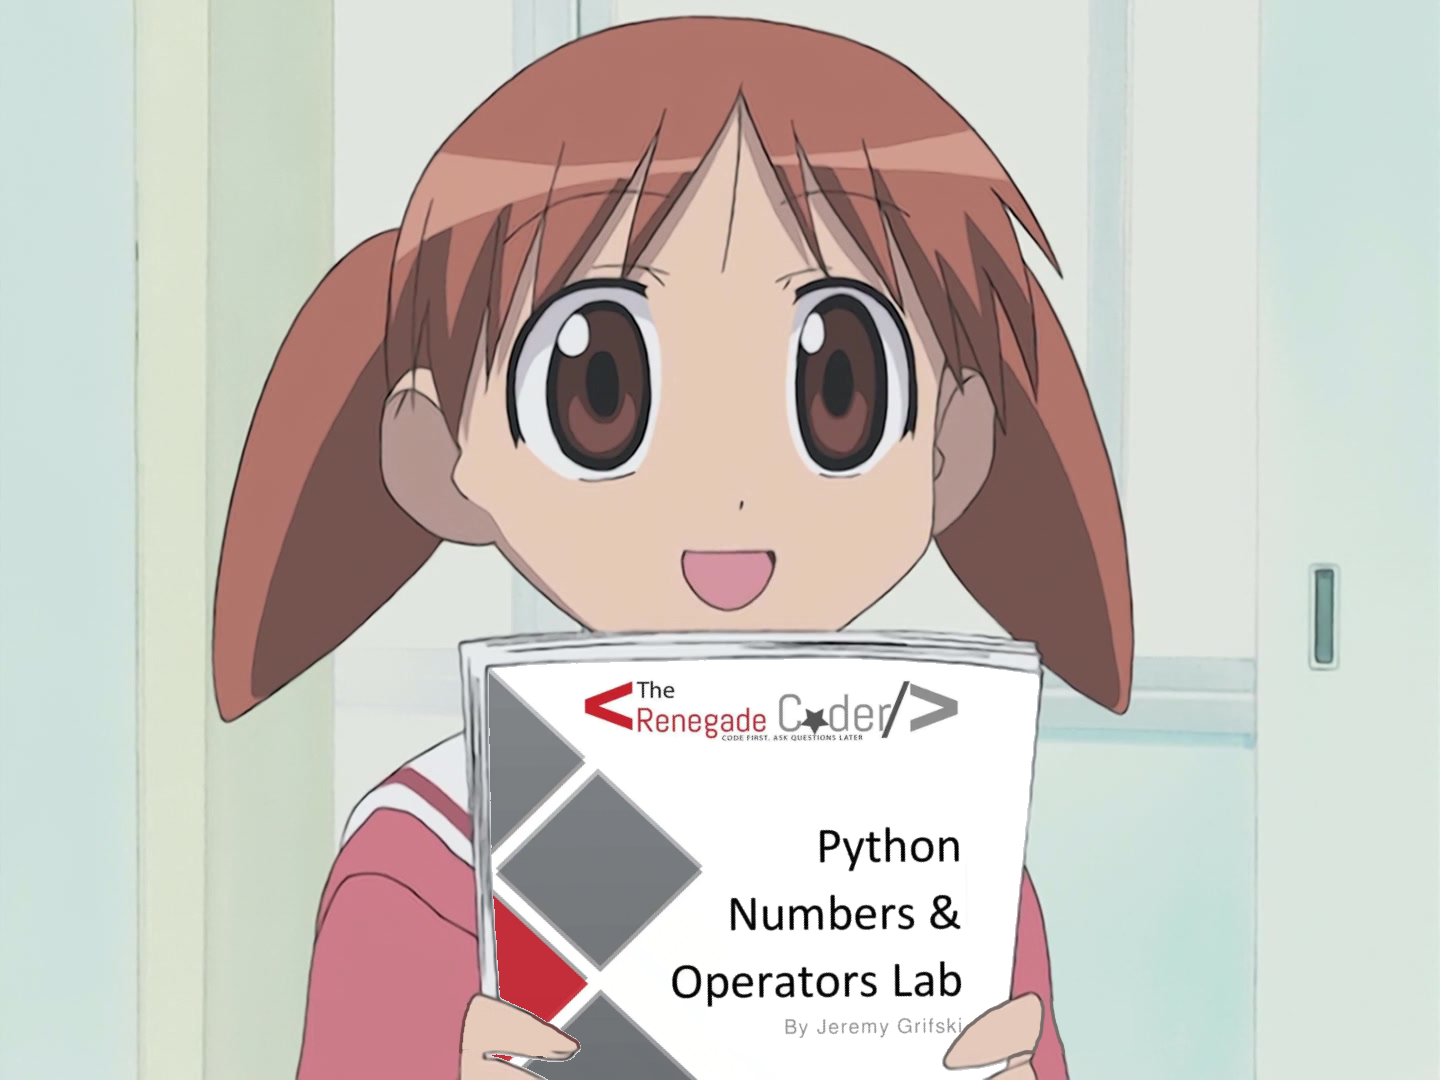 The
Renegade Coder
CODE FIRST. ASK QUESTIONS LATER
Python
Numbers &
Operators Lab
By Jeremy Grifski